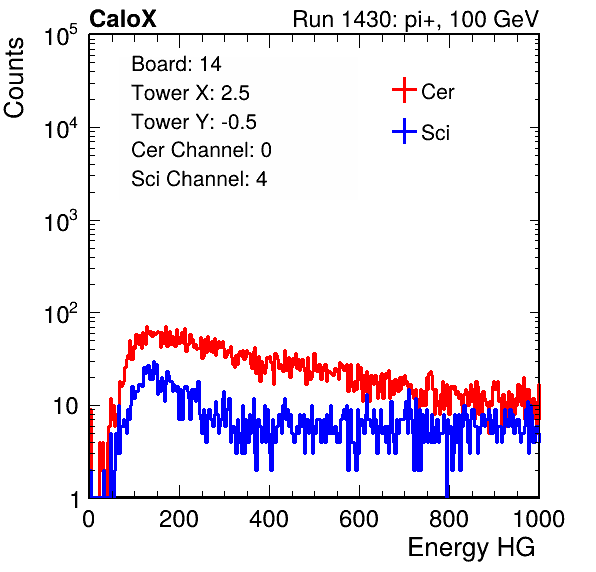 CaloX Run 1430: pi+, 100 GeV
Counts
Board: 14
Tower X: 2.5
Tower Y: -0.5
Cer Channel: 0
Sci Channel: 4
Cer
Sci
10^5
10^4
10^3
10^2
10
1
0 200 400 600 800 1000
Energy HG